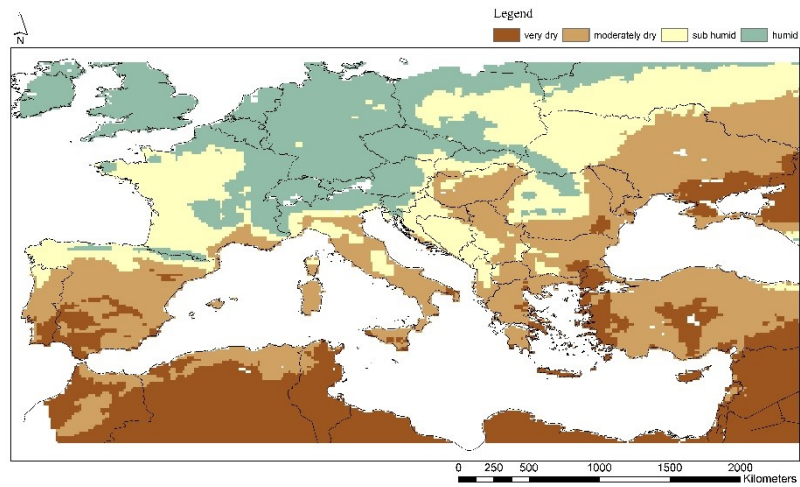 Legend
very dry moderately dry sub humid humid
N
0 250 500 1000 1500 2000
Kilometers